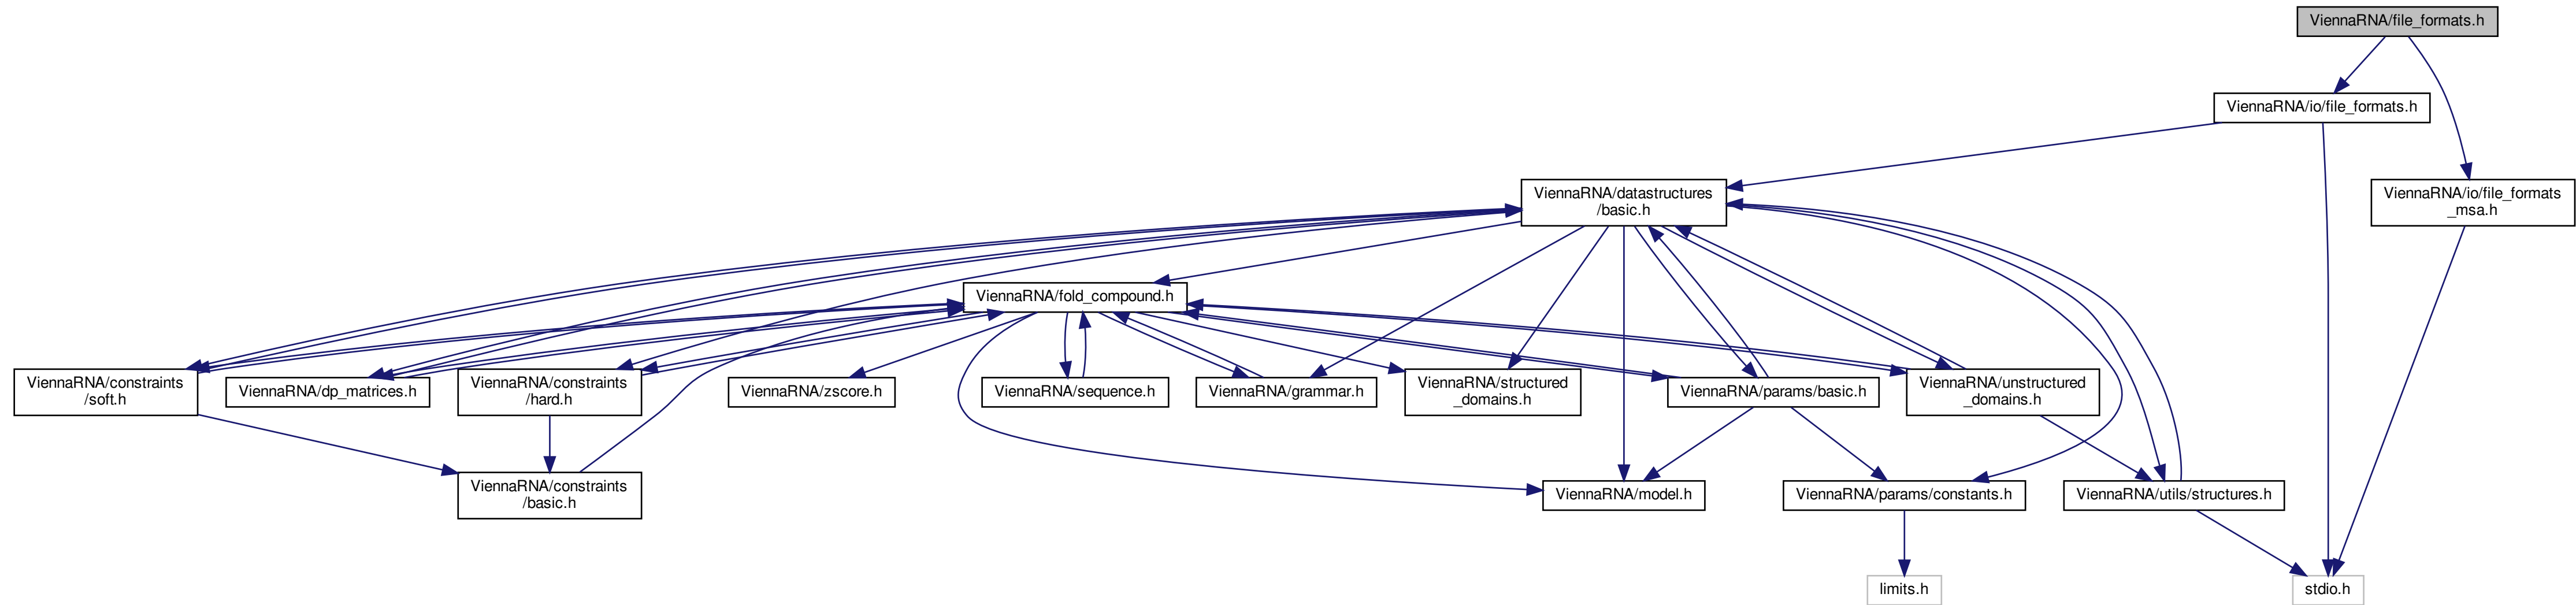 ViennaRNA/file_formats.h
ViennaRNA/io/file_formats.h
ViennaRNA/datastructures
/basic.h
ViennaRNA/io/file_formats
_msa.h
ViennaRNA/fold_compound.h
ViennaRNA/constraints
/soft.h
ViennaRNA/dp_matrices.h
ViennaRNA/constraints
/hard.h
ViennaRNA/zscore.h
ViennaRNA/sequence.h
ViennaRNA/grammar.h
ViennaRNA/structured
_domains.h
ViennaRNA/params/basic.h
ViennaRNA/unstructured
_domains.h
ViennaRNA/constraints
/basic.h
ViennaRNA/model.h
ViennaRNA/params/constants.h
ViennaRNA/utils/structures.h
limits.h
stdio.h